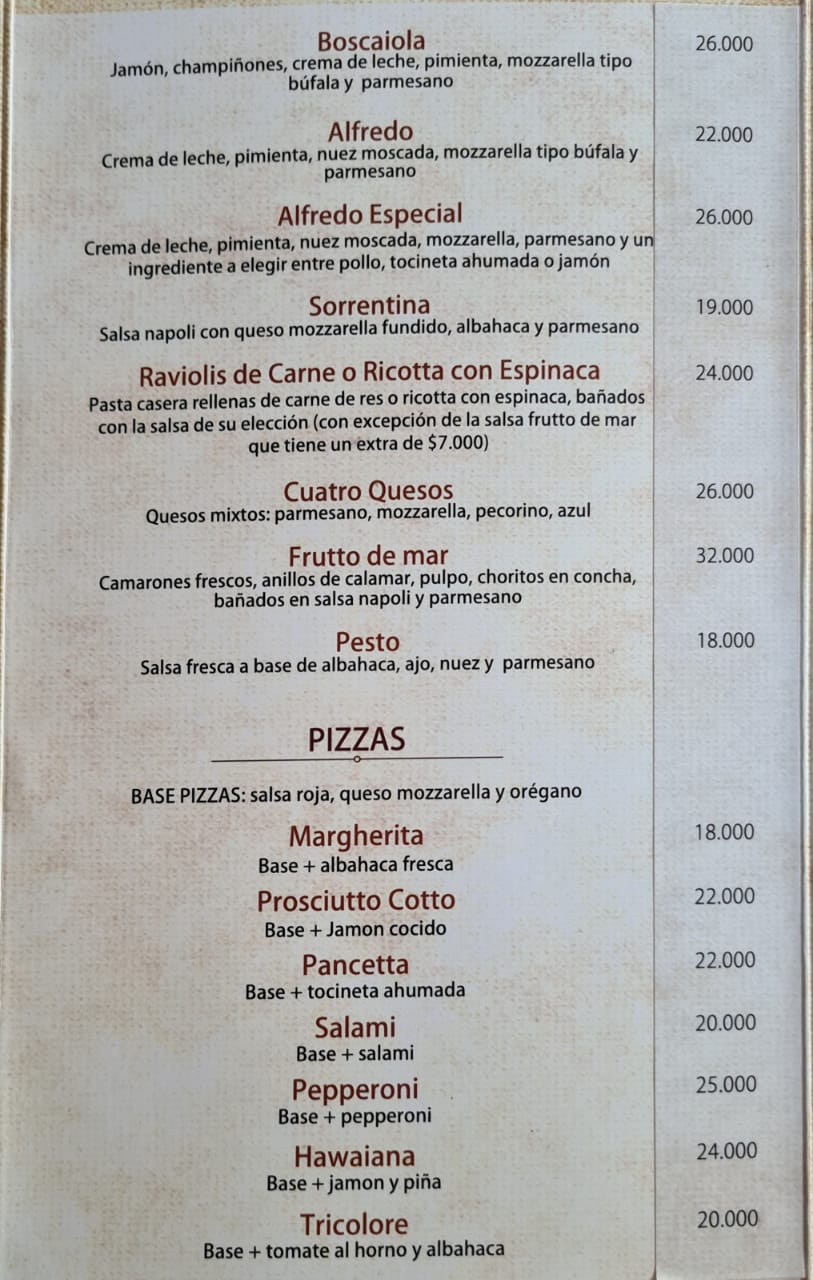 Boscaiola 26.000
Jamón, champiñones, crema de leche, pimienta, mozzarella tipo
búfala y parmesano
Alfredo 22.000
Crema de leche, pimienta, nuez moscada, mozzarella tipo búfala y
parmesano
Alfredo Especial 26.000
Crema de leche, pimienta, nuez moscada, mozzarella, parmesano y un
ingrediente a elegir entre pollo, tocineta ahumada o jamón
Sorrentina 19.000
Salsa napoli con queso mozzarella fundido, albahaca y parmesano
Raviolis de Carne o Ricotta con Espinaca 24.000
Pasta casera rellenas de carne de res o ricotta con espinaca, bañados
con la salsa de su elección (con excepción de la salsa frutto de mar
que tiene un extra de $7.000)
Cuatro Quesos 26.000
Quesos mixtos: parmesano, mozzarella, pecorino, azul
Frutto de mar 32.000
Camarones frescos, anillos de calamar, pulpo, choritos en concha,
bañados en salsa napoli y parmesano
Pesto 18.000
Salsa fresca a base de albahaca, ajo, nuez y parmesano
PIZZAS
BASE PIZZAS: salsa roja, queso mozzarella y orégano
Margherita 18.000
Base + albahaca fresca
Prosciutto Cotto 22.000
Base + Jamon cocido
Pancetta 22.000
Base + tocineta ahumada
Salami 20.000
Base + salami
Pepperoni 25.000
Base + pepperoni
Hawaiana 24.000
Base + jamon y piña
Tricolore 20.000
Base + tomate al horno y albahaca